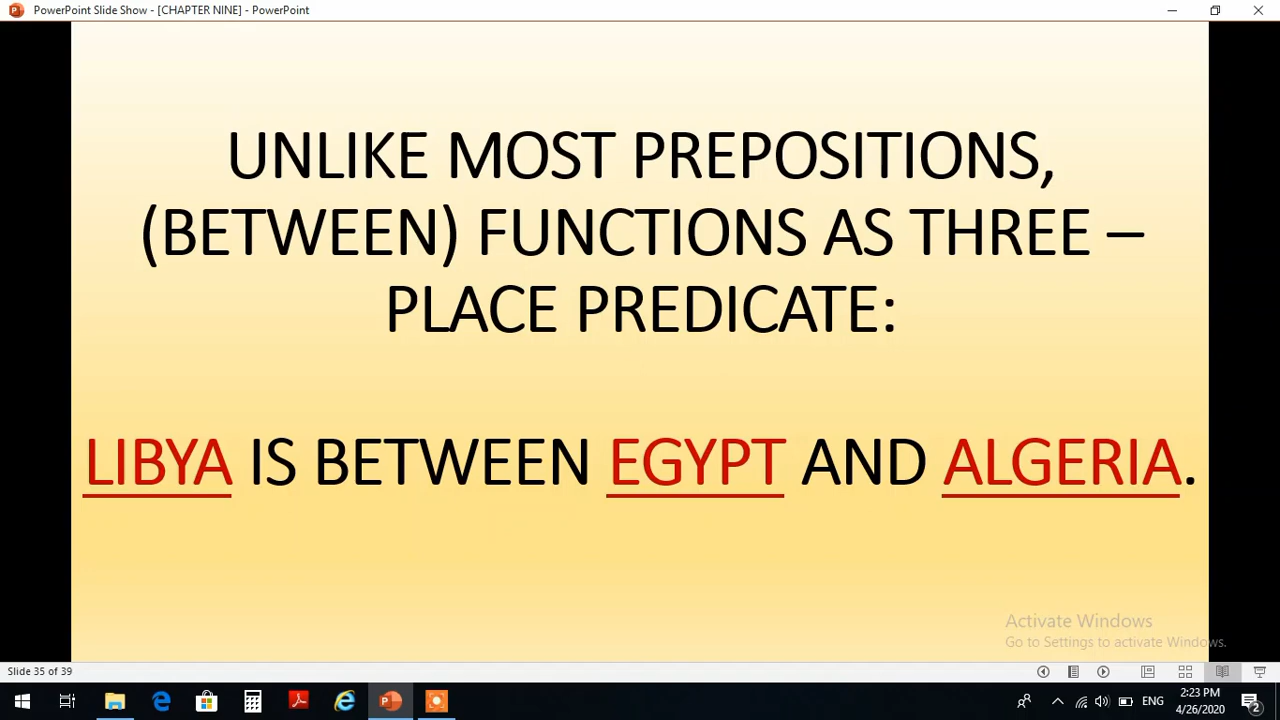 PowerPoint Slide Show - [CHAPTER NINE] - PowerPoint
UNLIKE MOST PREPOSITIONS,
(BETWEEN) FUNCTIONS AS THREE –
PLACE PREDICATE:
LIBYA IS BETWEEN EGYPT AND ALGERIA.
Activate Windows
Go to Settings to activate Windows.
Slide 35 of 39
ENG
2:23 PM
4/26/2020
2